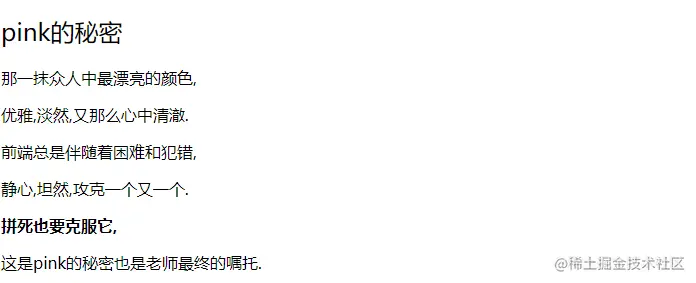 pink的秘密
那一抹众人中最漂亮的颜色,
优雅,淡然,又那么心中清澈.
前端总是伴随着困难和犯错,
静心,坦然,攻克一个又一个.
拼死也要克服它,
这是pink的秘密也是老师最终的嘱托.
@稀土掘金技术社区